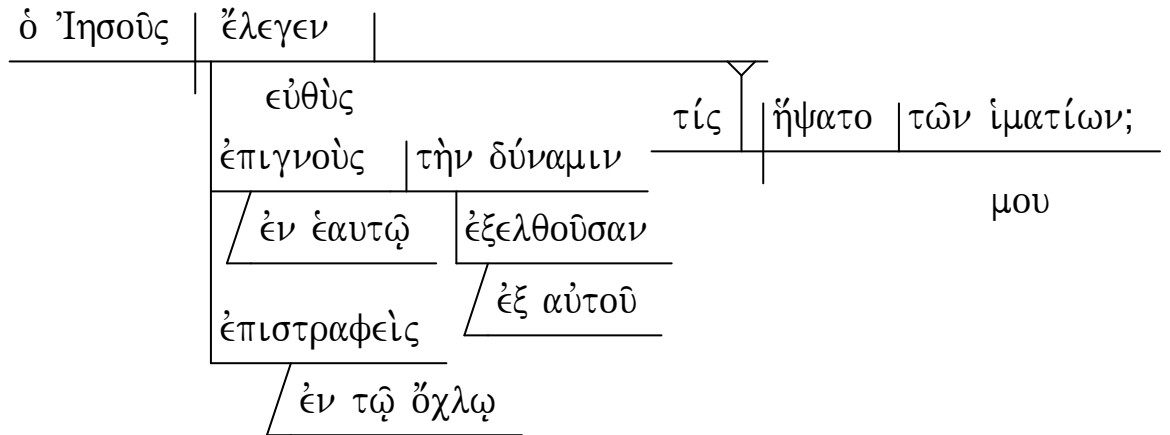 ὁ Ἰησοῦς ἔλεγεν
εὐθὺς
τίς ἥψατο τῶν ἱματίων;
ἐπιγνοὺς τὴν δύναμιν
μου
ἐν ἑαυτῷ ἐξελθοῦσαν
ἐξ αὐτοῦ
ἐπιστραφεὶς
ἐν τῷ ὄχλῳ